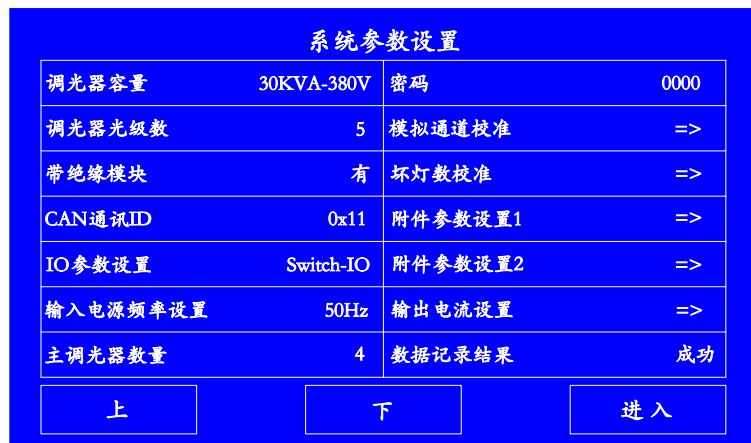 系统参数设置
调光器容量 30KVA-380V 密码 0000
调光器光级数 5 模拟通道校准 =>
带绝缘模块 有 坏灯数校准 =>
CAN通讯ID 0x11 附件参数设置1 =>
IO参数设置 Switch-IO 附件参数设置2 =>
输入电源频率设置 50Hz 输出电流设置 =>
主调光器数量 4 数据记录结果 成功
上 下 进入